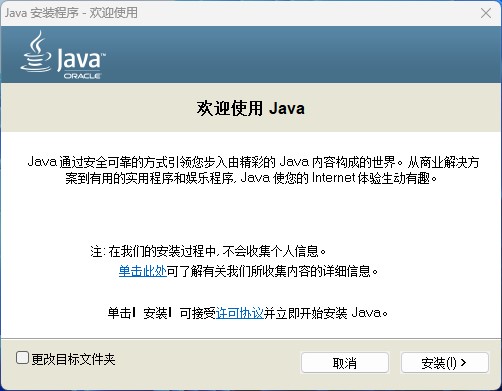 Java 安装程序 - 欢迎使用
Java™
ORACLE
欢迎使用 Java
Java 通过安全可靠的方式引领您步入由精彩的 Java 内容构成的世界。从商业解决方
案到有用的实用程序和娱乐程序, Java 使您的 Internet 体验生动有趣。
注: 在我们的安装过程中, 不会收集个人信息。
单击此处可了解有关我们所收集内容的详细信息。
单击▎安装▎可接受许可协议并立即开始安装 Java。
更改目标文件夹
取消
安装(I) >